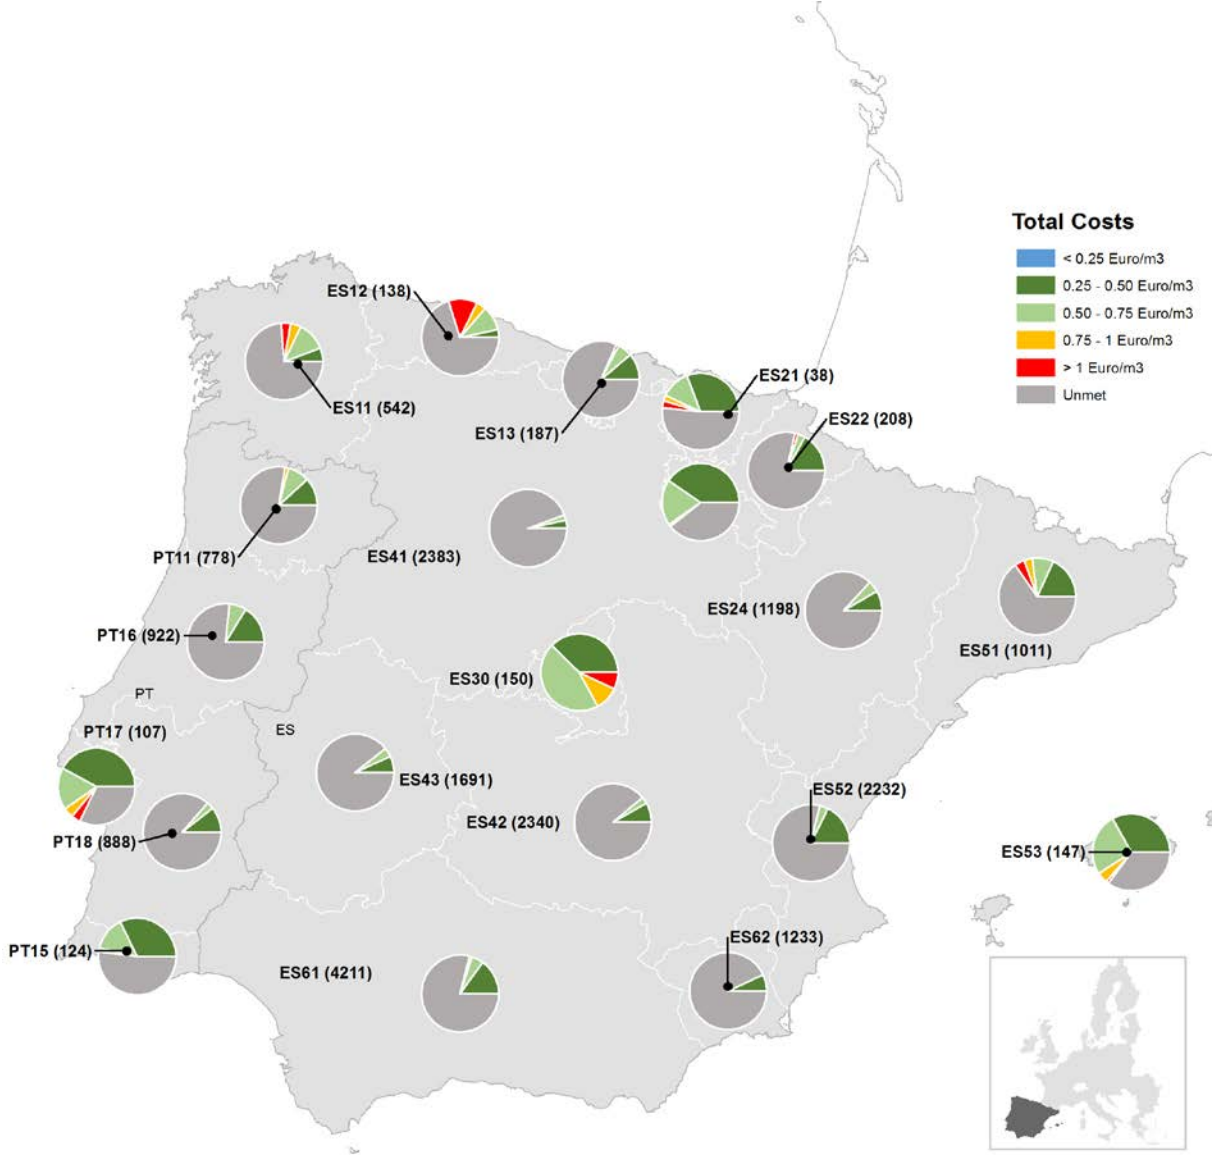 Total Costs
< 0.25 Euro/m3
0.25 - 0.50 Euro/m3
0.50 - 0.75 Euro/m3
0.75 - 1 Euro/m3
> 1 Euro/m3
Unmet
ES12 (138)
ES21 (38)
ES11 (542)
ES22 (208)
ES13 (187)
PT11 (778)
ES41 (2383)
ES24 (1198)
PT16 (922)
ES51 (1011)
ES30 (150)
PT
ES
PT17 (107)
ES43 (1691)
ES52 (2232)
ES42 (2340)
PT18 (888)
ES53 (147)
ES62 (1233)
PT15 (124)
ES61 (4211)